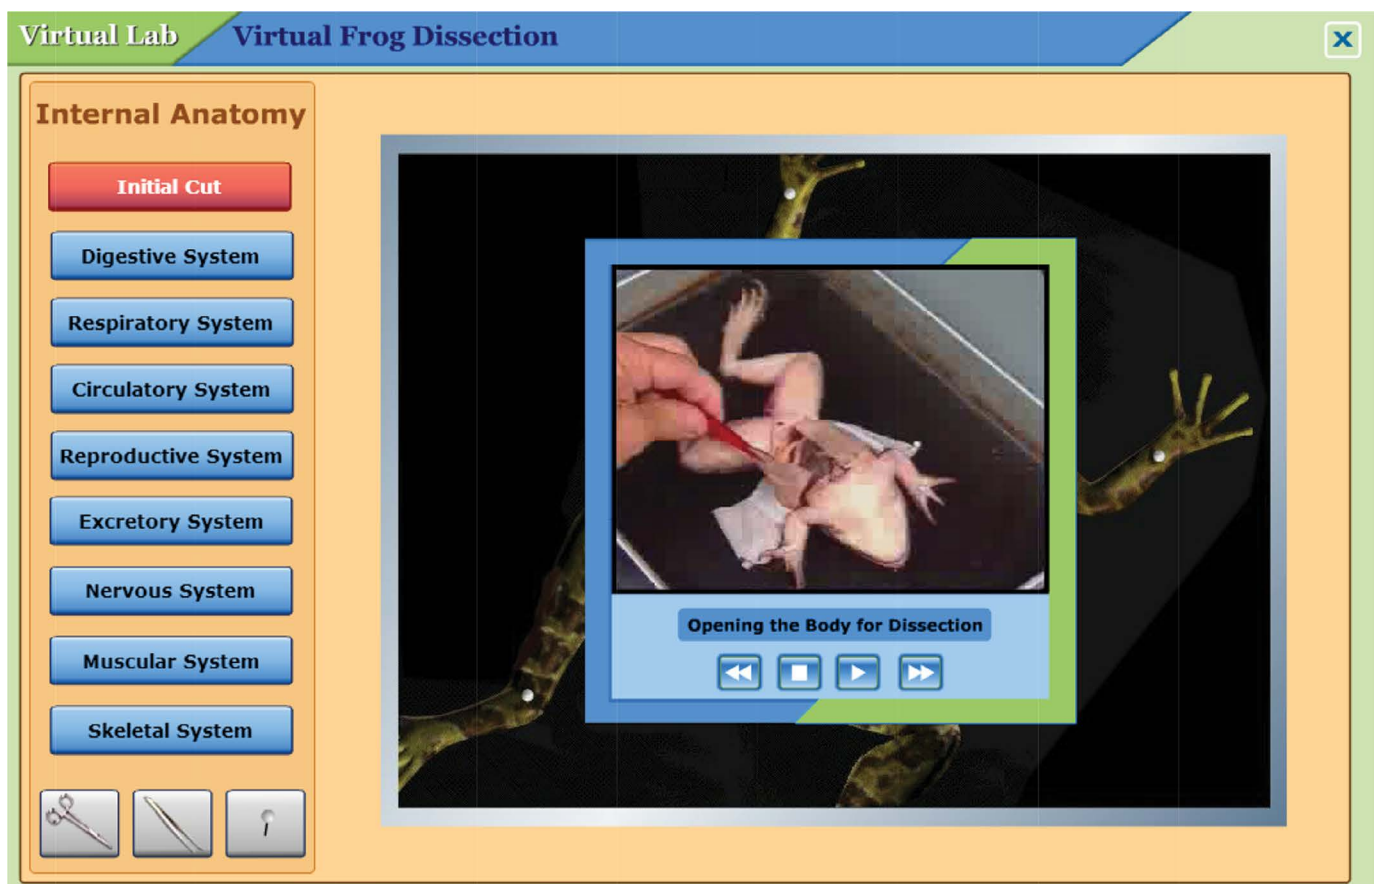 Virtual Lab
Virtual Frog Dissection
X
Internal Anatomy
Initial Cut
Digestive System
Respiratory System
Circulatory System
Reproductive System
Excretory System
Nervous System
Muscular System
Skeletal System
Opening the Body for Dissection